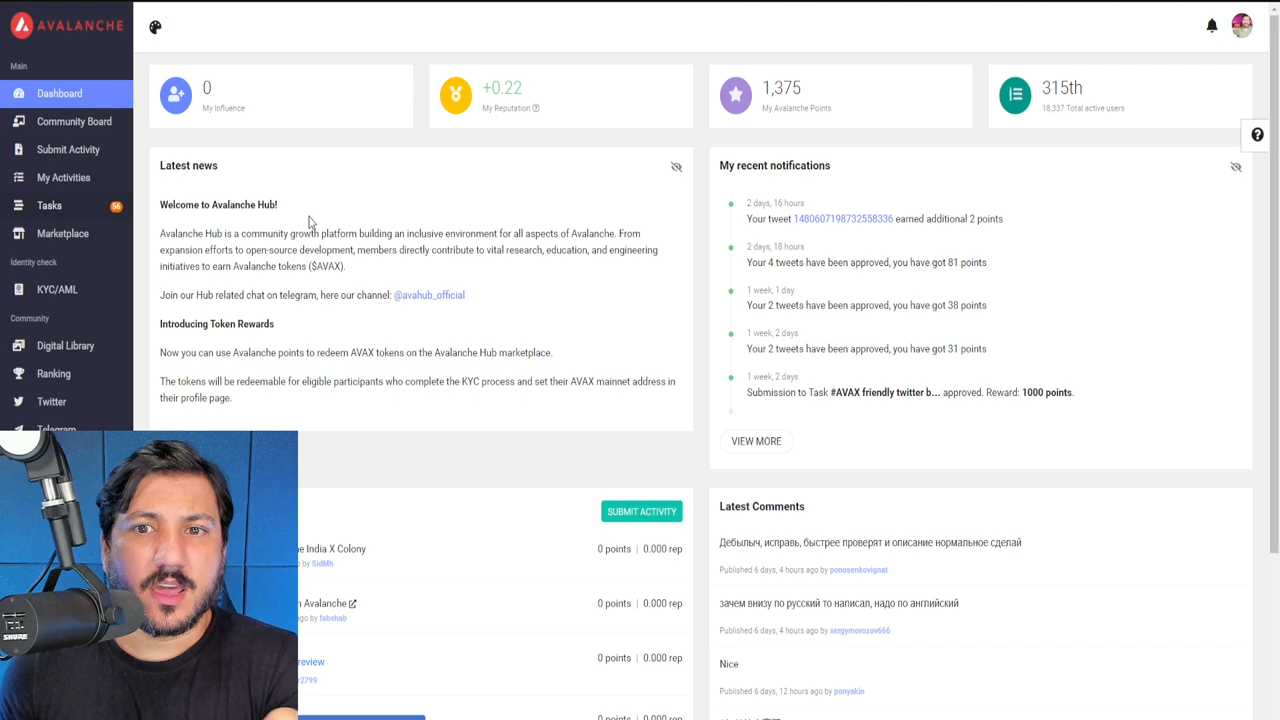 AVALANCHE
Main
Dashboard
Community Board
Submit Activity
My Activities
Tasks
56
Marketplace
Identity check
KYC/AML
Community
Digital Library
Ranking
Twitter
Telegram
0
My Influence
+0.22
My Reputation
1,375
My Avalanche Points
315th
18,337 Total active users
Latest news
Welcome to Avalanche Hub!
Avalanche Hub is a community growth platform building an inclusive environment for all aspects of Avalanche. From
expansion efforts to open-source development, members directly contribute to vital research, education, and engineering
initiatives to earn Avalanche tokens ($AVAX).
Join our Hub related chat on telegram, here our channel: @avahub_official
Introducing Token Rewards
Now you can use Avalanche points to redeem AVAX tokens on the Avalanche Hub marketplace.
The tokens will be redeemable for eligible participants who complete the KYC process and set their AVAX mainnet address in
their profile page.
My recent notifications
2 days, 16 hours
Your tweet 1480607198732558336 earned additional 2 points
2 days, 18 hours
Your 4 tweets have been approved, you have got 81 points
1 week, 1 day
Your 2 tweets have been approved, you have got 38 points
1 week, 2 days
Your 2 tweets have been approved, you have got 31 points
1 week, 2 days
Submission to Task #AVAX friendly twitter b... approved. Reward: 1000 points.
VIEW MORE
SUBMIT ACTIVITY
e India X Colony
0 points | 0.000 rep
by SidMh
n Avalanche
0 points | 0.000 rep
ago by fabshab
0 points | 0.000 rep
review
r2799
Latest Comments
Дебылыч, исправь, быстрее проверят и описание нормальное сделай
Published 6 days, 4 hours ago by ponosenkovignat
зачем внизу по русский то написал, надо по английский
Published 6 days, 4 hours ago by sergymorozov666
Nice
Published 6 days, 12 hours ago by ponyakin
SHURE